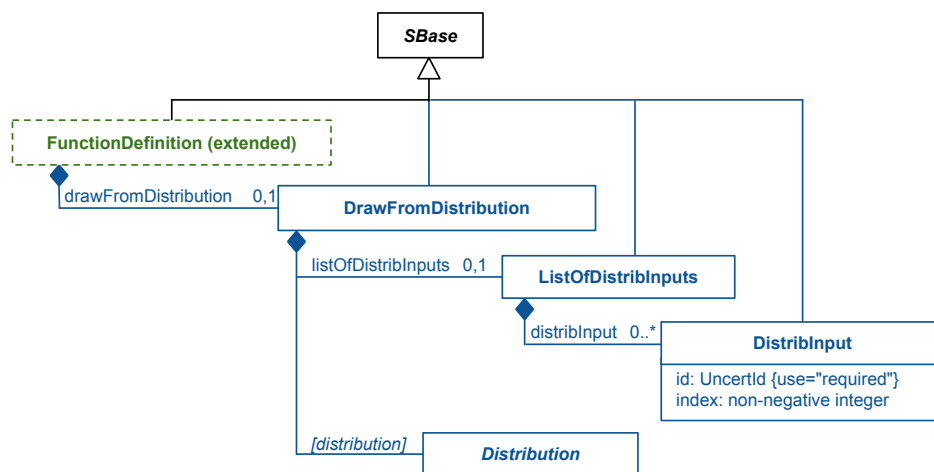 SBase
FunctionDefinition (extended)
drawFromDistribution 0,1
DrawFromDistribution
listOfDistribInputs 0,1
ListOfDistribInputs
distribInput 0..*
DistribInput
id: UncertId {use="required"}
index: non-negative integer
[distribution]
Distribution